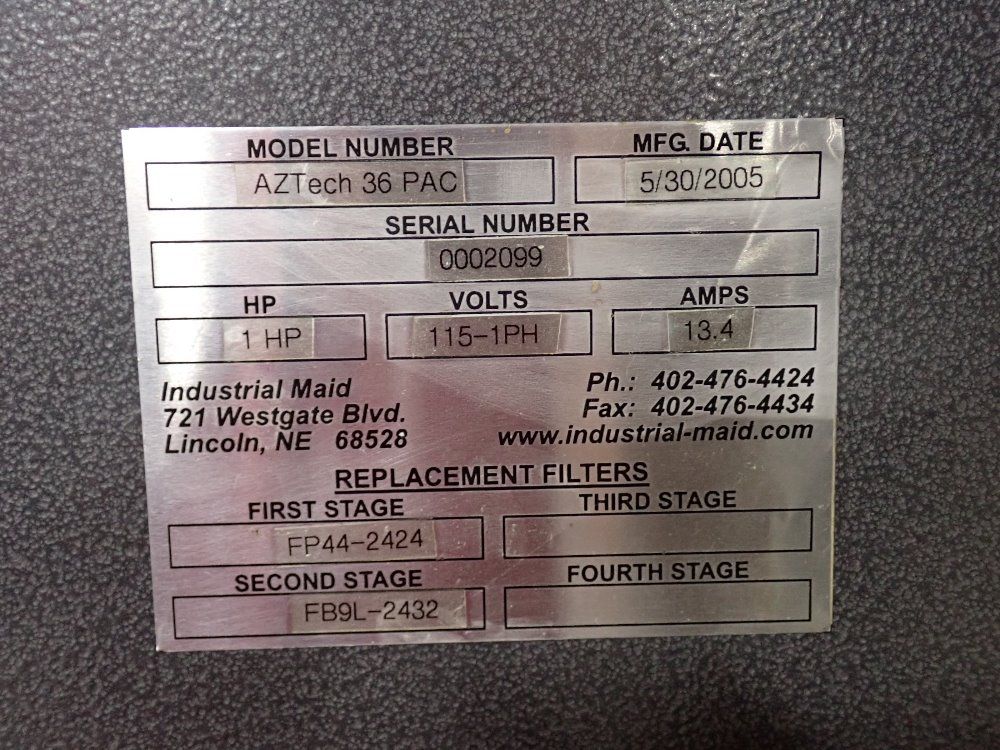 MODEL NUMBER MFG. DATE
AZTech 36 PAC 5/30/2005
SERIAL NUMBER
0002099
HP VOLTS AMPS
1 HP 115-1PH 13.4
Industrial Maid Ph.: 402-476-4424
721 Westgate Blvd. Fax: 402-476-4434
Lincoln, NE 68528 www.industrial-maid.com
REPLACEMENT FILTERS
FIRST STAGE THIRD STAGE
FP44-2424
SECOND STAGE FOURTH STAGE
FB9L-2432